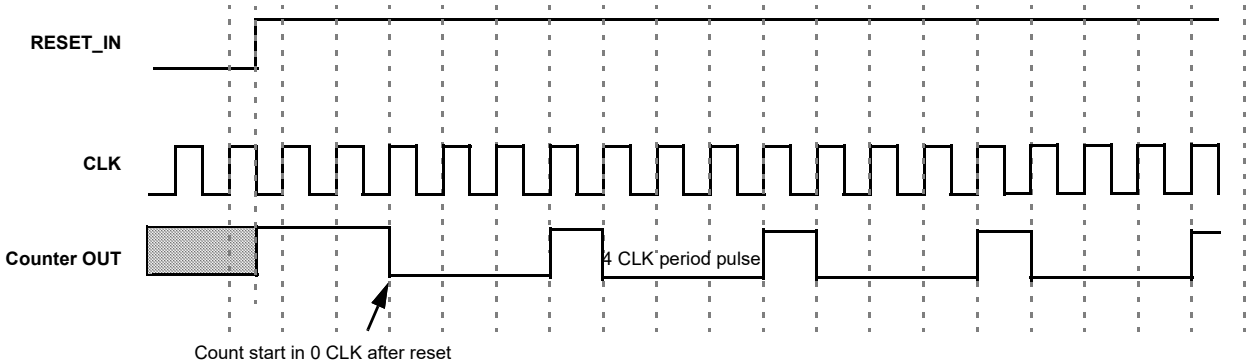 RESET_IN
CLK
Counter OUT
4 CLK period pulse
Count start in 0 CLK after reset